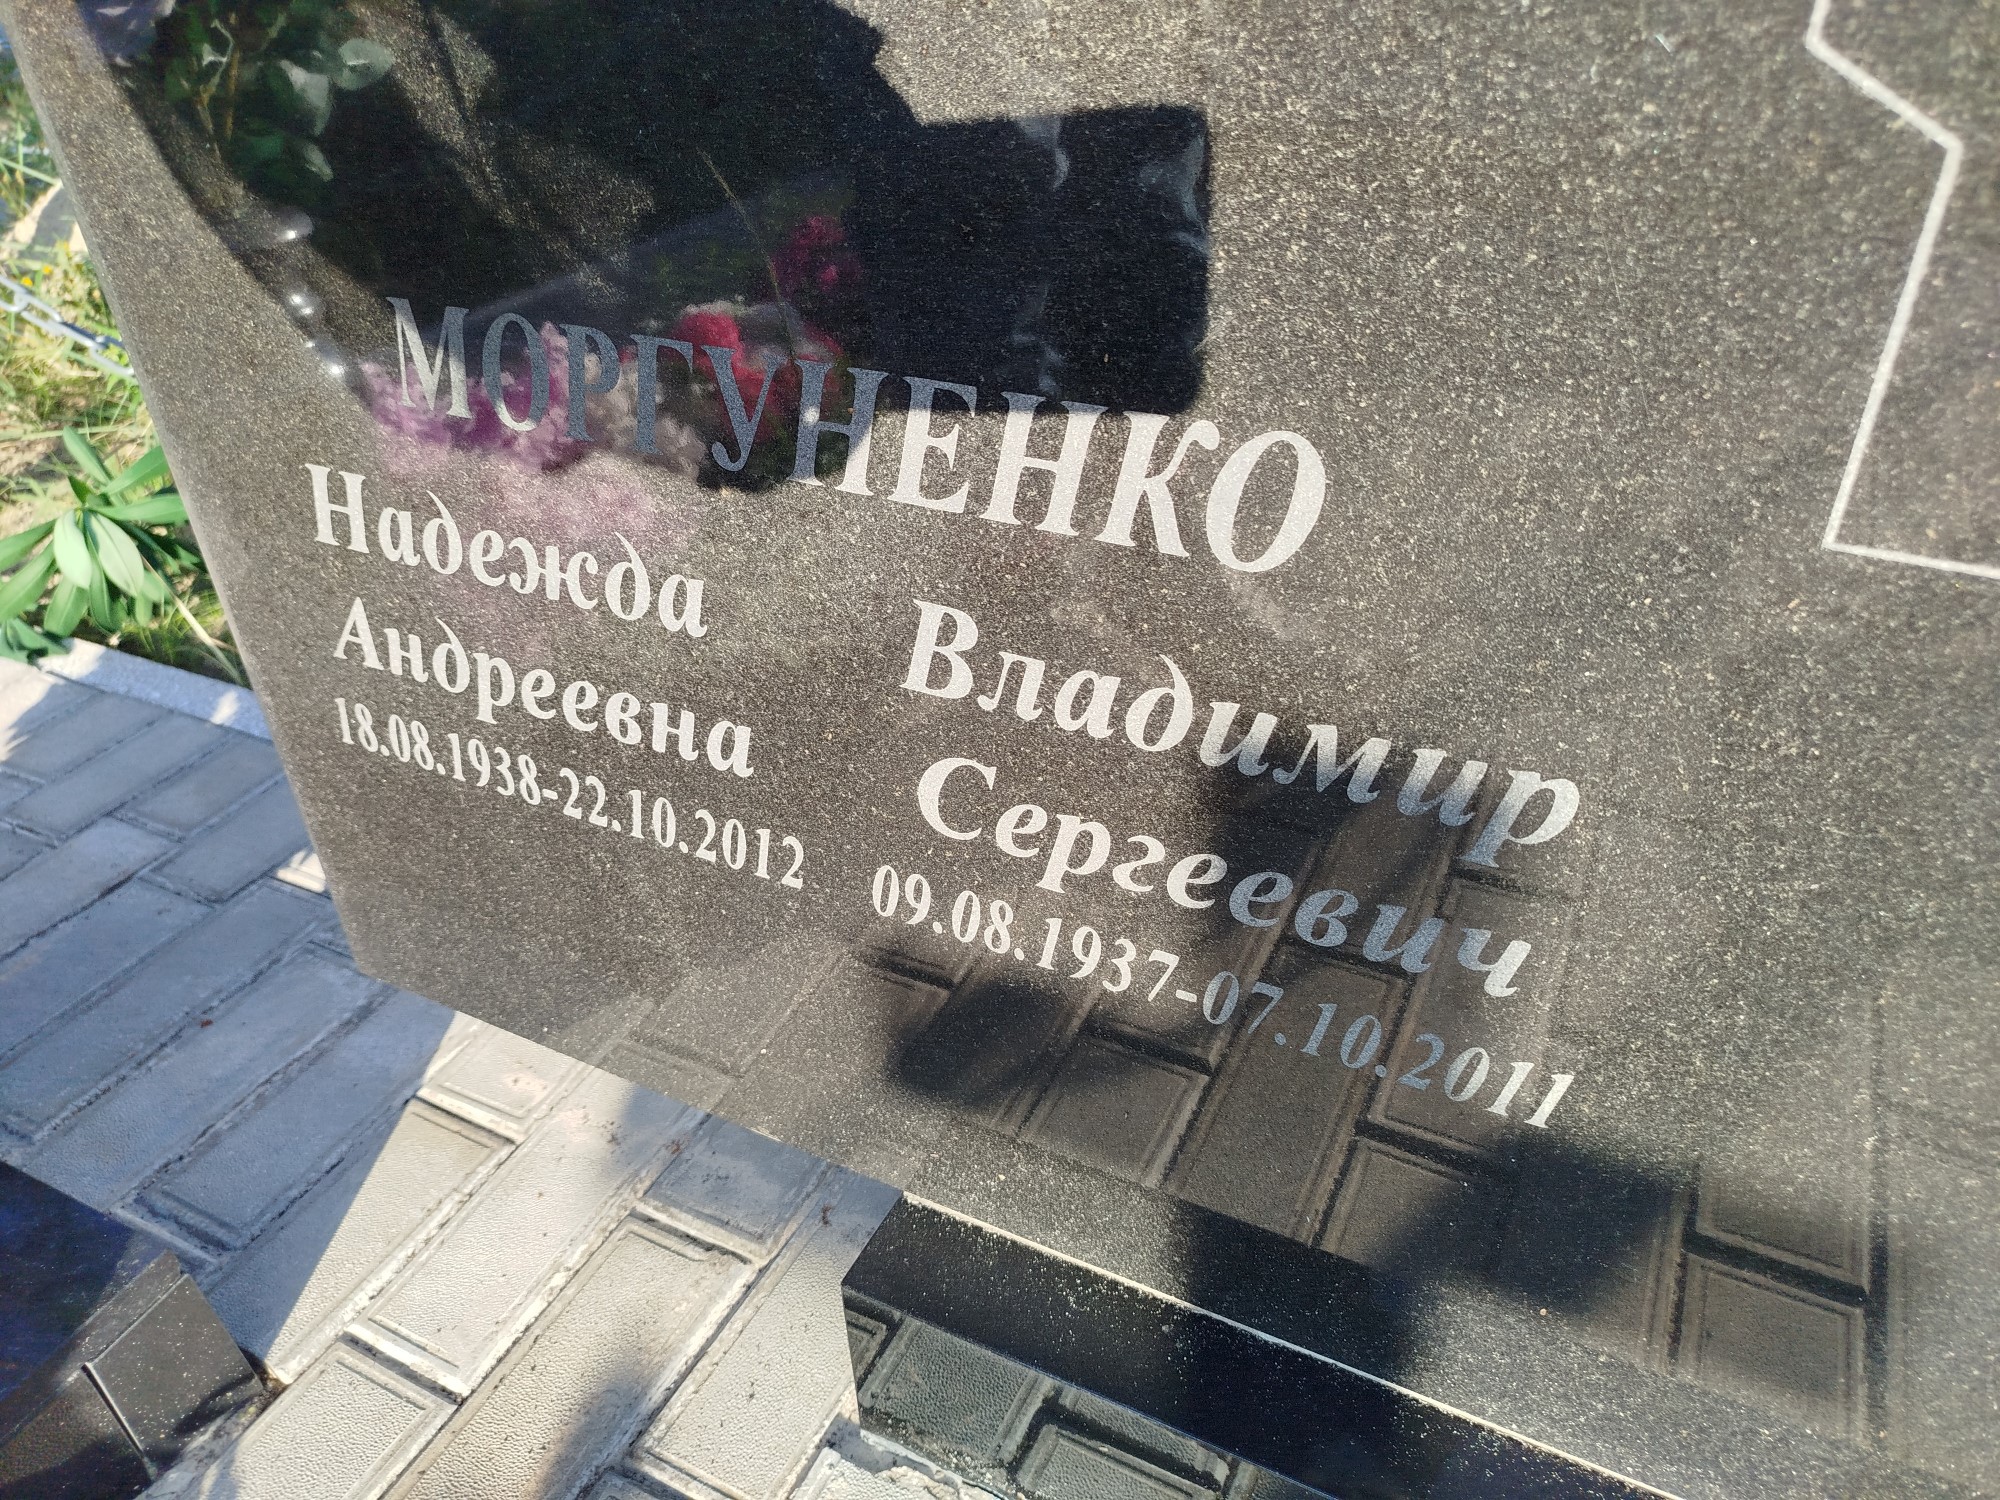 МОРГУНЕНКО
Надежда
Андреевна
18.08.1938-22.10.2012
Владимир
Сергеевич
09.08.1937-07.10.2011